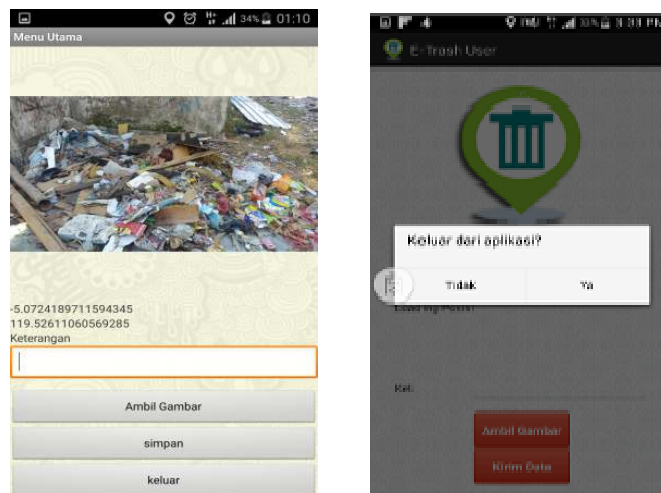 34% 01:10
Menu Utama
-5.0724189711594345
119.52611060569285
Keterangan
Ambil Gambar
simpan
keluar
E-Trash User
Keluar dari aplikasi?
Tidak
Ya
Ket:
Ambil Gambar
Kirim Data